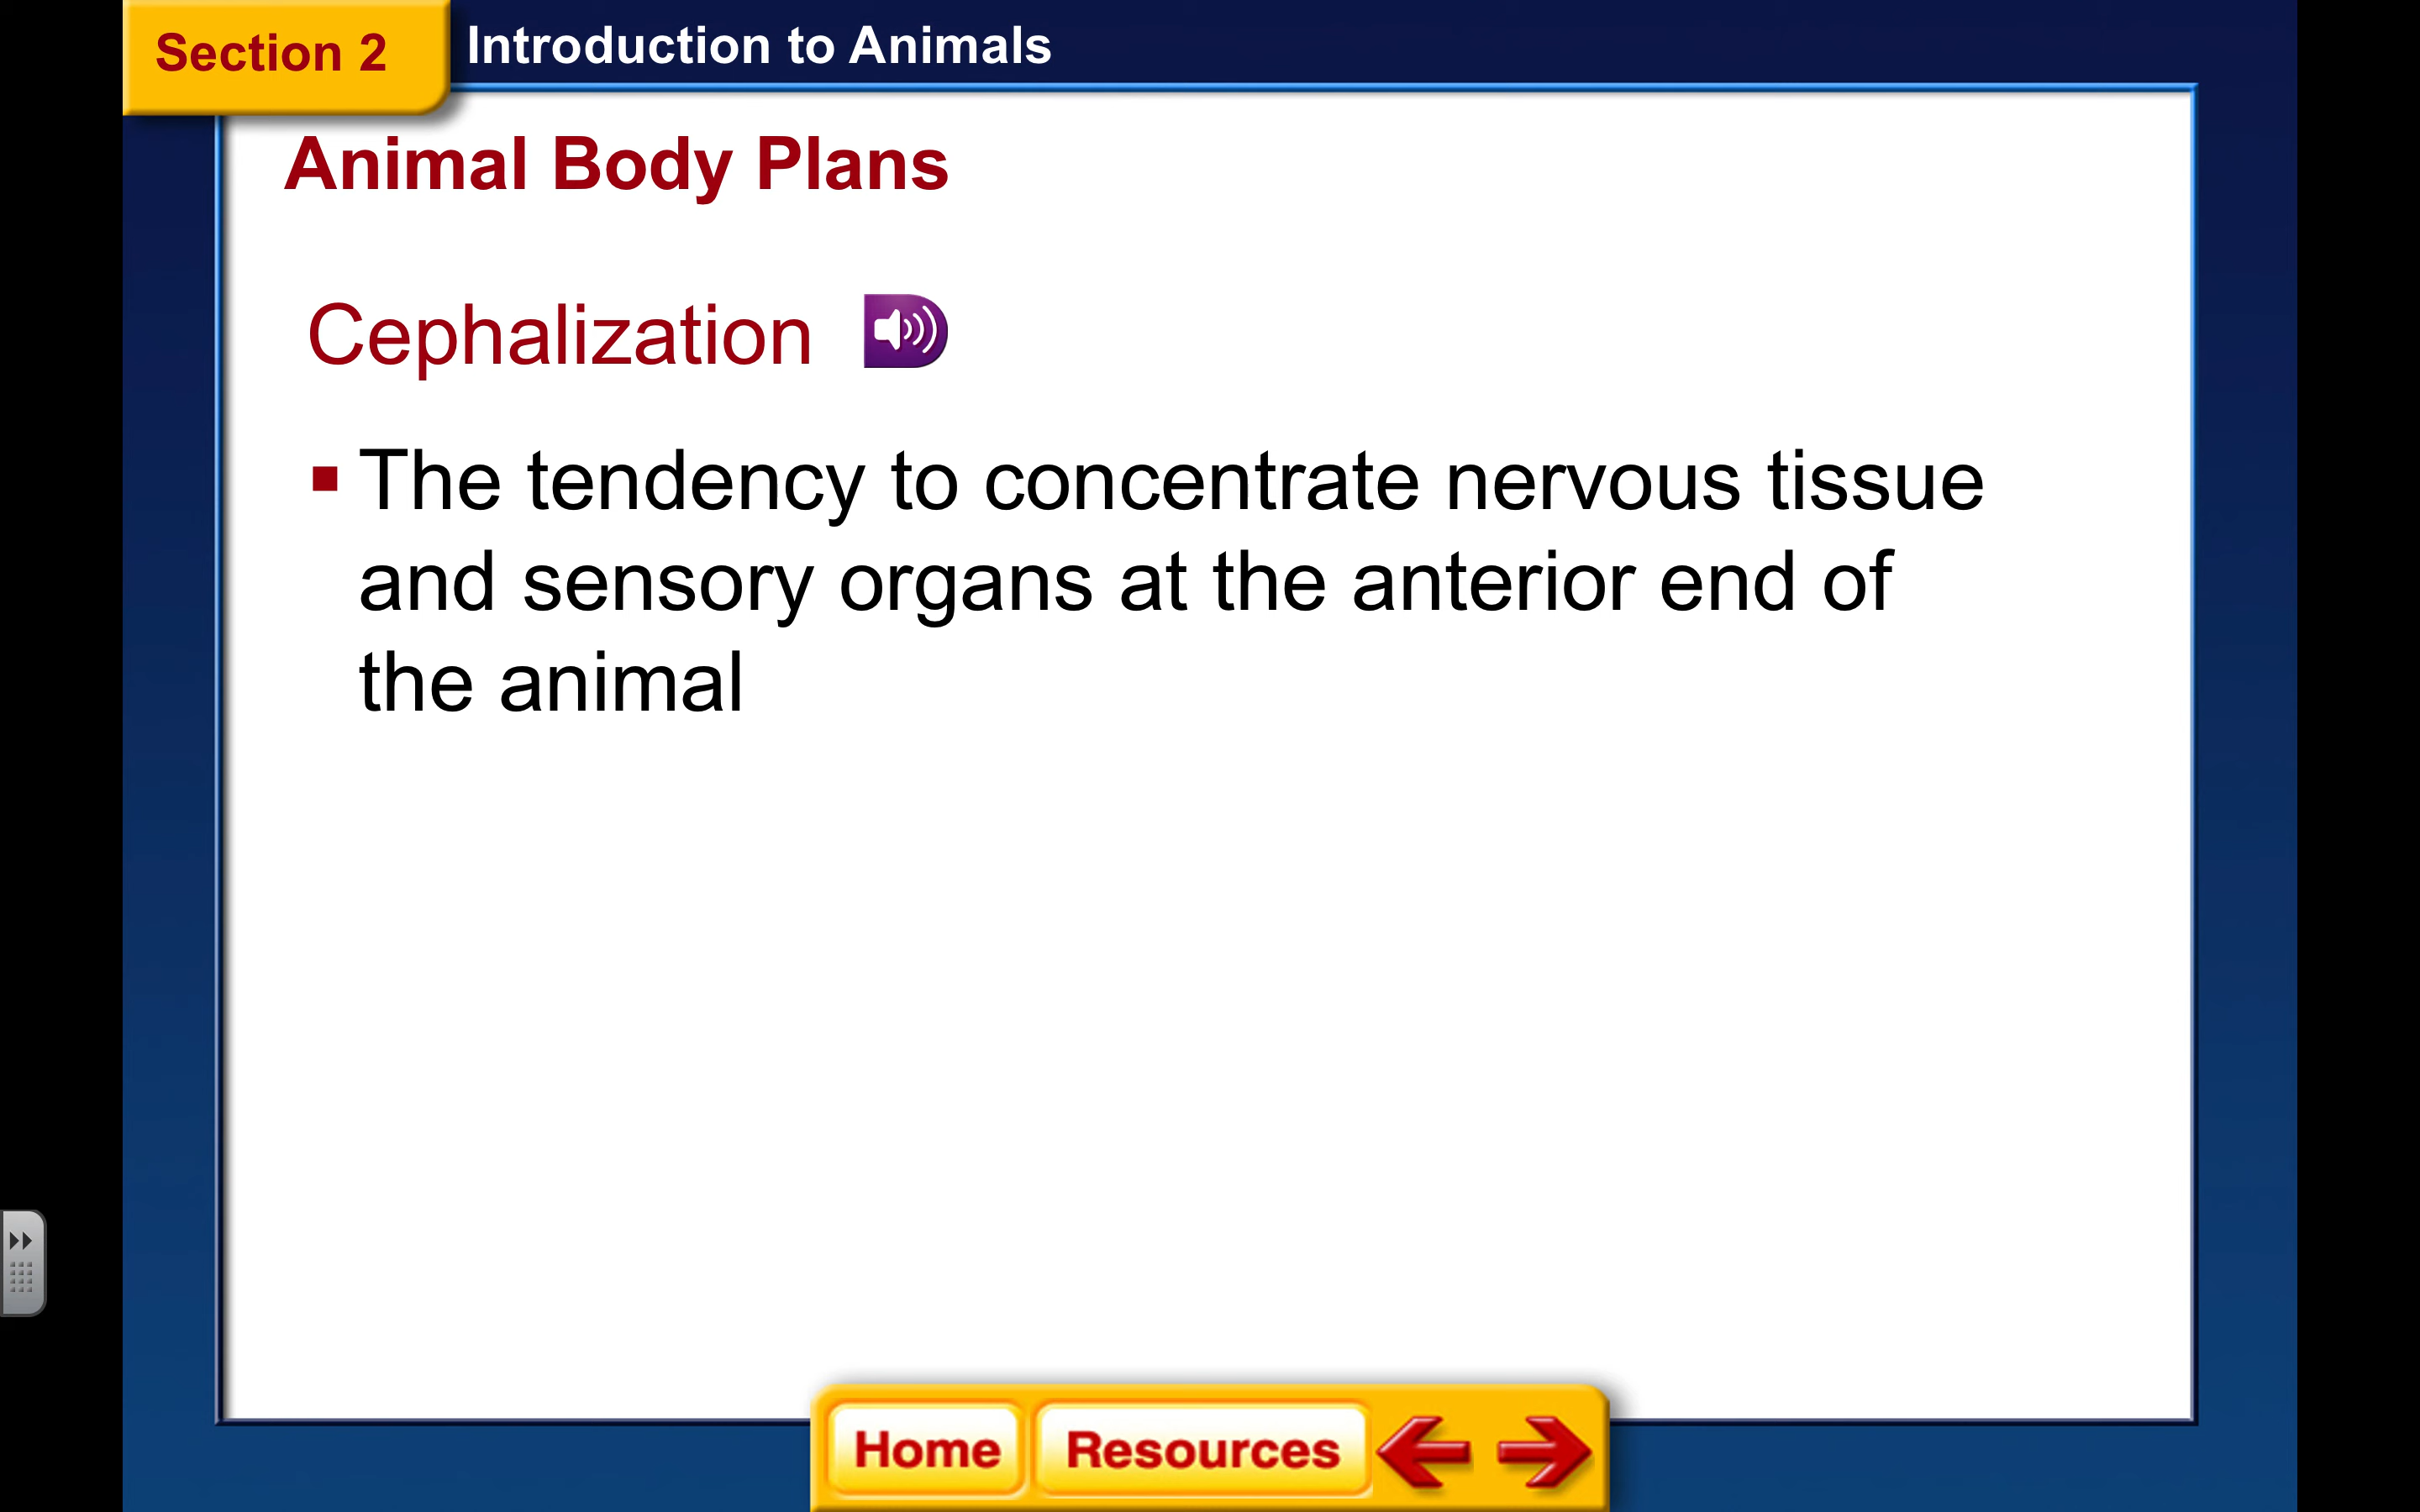 Section 2
Introduction to Animals
Animal Body Plans
Cephalization
The tendency to concentrate nervous tissue
and sensory organs at the anterior end of
the animal
Home
Resources